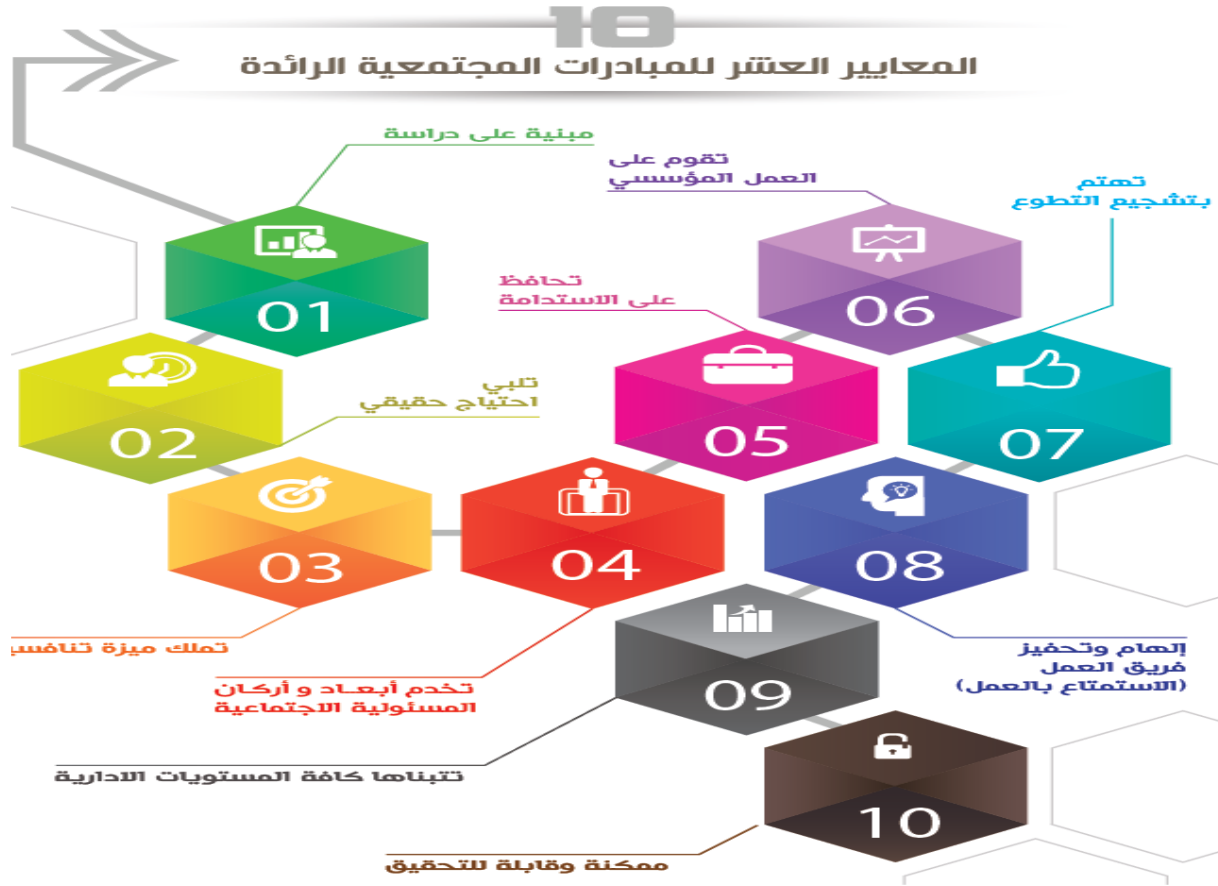 10
المعايير العشر للمبادرات المجتمعية الرائدة
مبنية على دراسة
01
تلبي
احتياج حقيقي
02
03
تملك ميزة
04
تخدم أبعـاد و أركـان
المسئولية الاجتماعية
تحافظ
على الاستدامة
05
تقوم على
العمل المؤسسي
06
تهتم
بتشجيع التطوع
07
08
إلهام وتحفيز
فريق العمل
(الاستمتاع بالعمل)
09
تتبناها كافة المستويات الادارية
10
ممكنة وقابلة للتحقيق